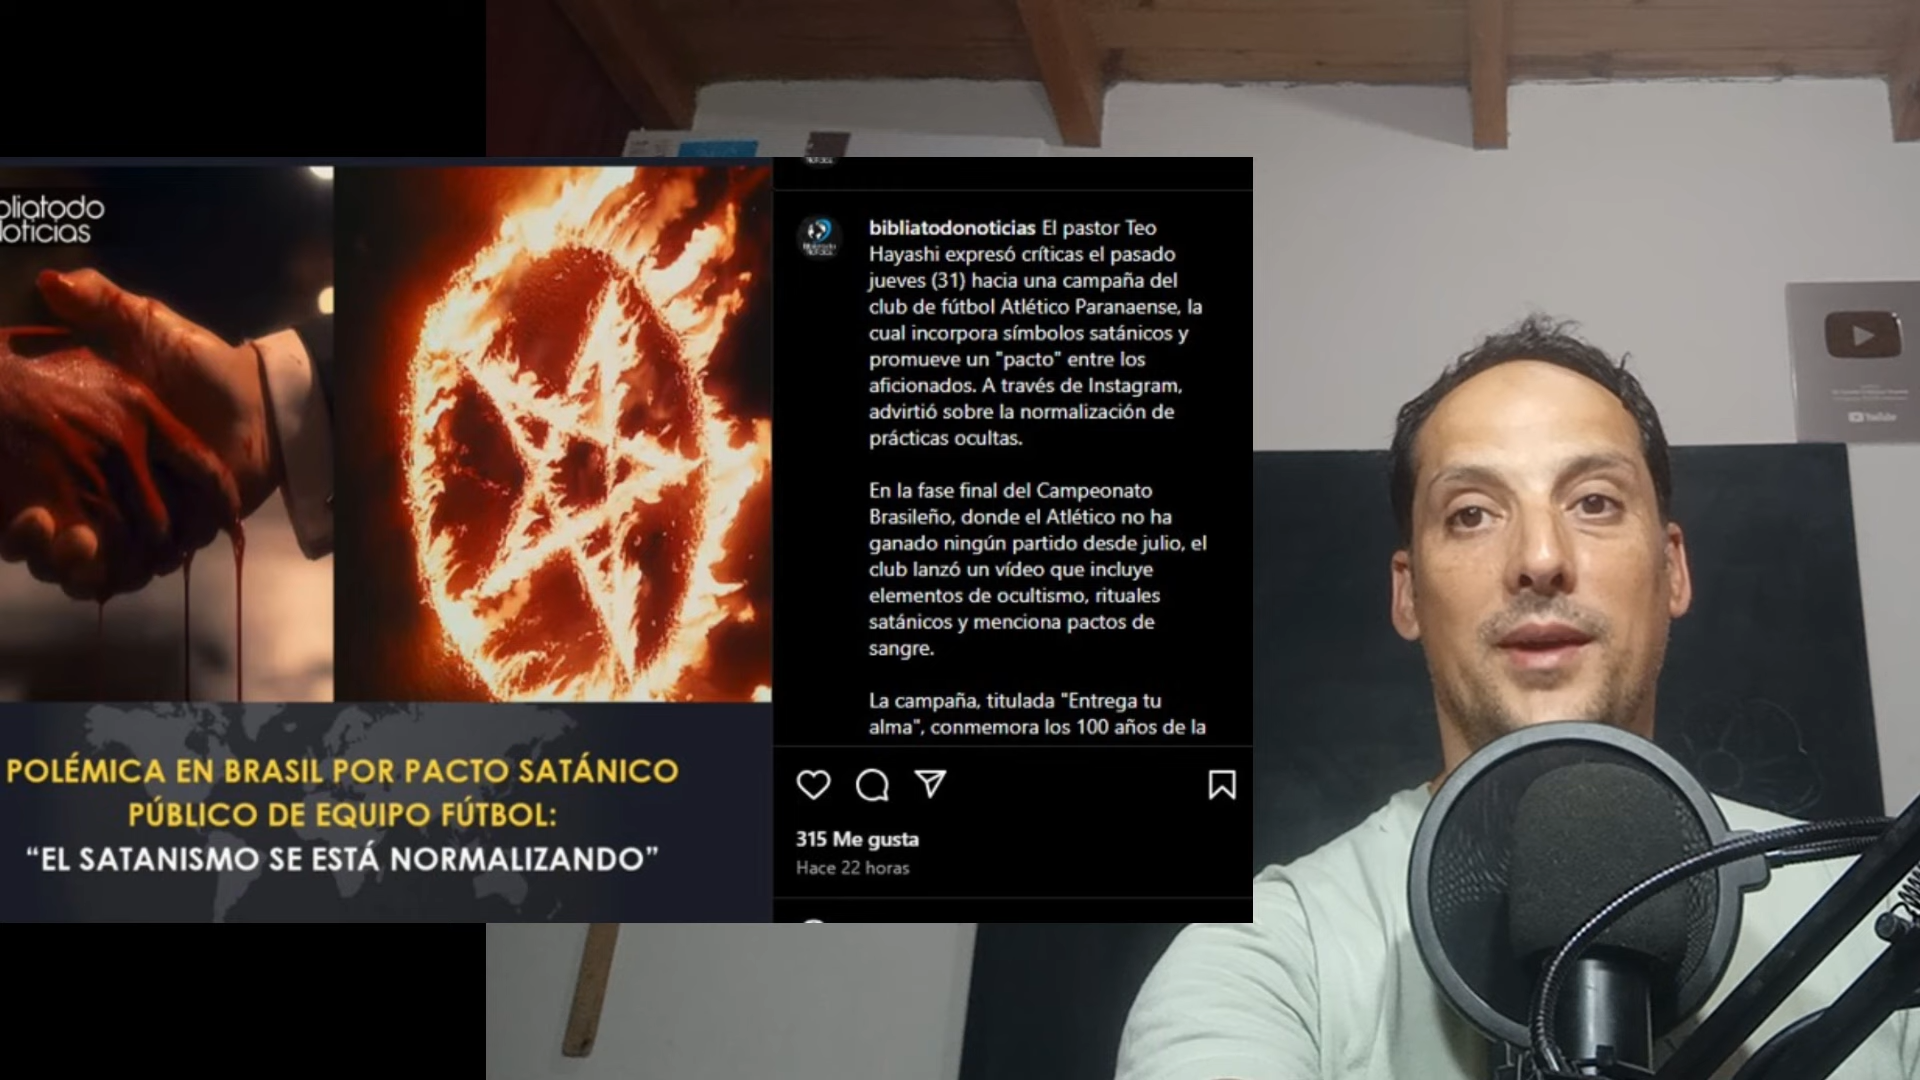 bliatodo
Noticias
POLÉMICA EN BRASIL POR PACTO SATÁNICO
PÚBLICO DE EQUIPO FÚTBOL:
“EL SATANISMO SE ESTÁ NORMALIZANDO”
bibliatodonoticias El pastor Teo
Hayashi expresó críticas el pasado
jueves (31) hacia una campaña del
club de fútbol Atlético Paranaense, la
cual incorpora símbolos satánicos y
promueve un "pacto" entre los
aficionados. A través de Instagram,
advirtió sobre la normalización de
prácticas ocultas.
En la fase final del Campeonato
Brasileño, donde el Atlético no ha
ganado ningún partido desde julio, el
club lanzó un vídeo que incluye
elementos de ocultismo, rituales
satánicos y menciona pactos de
sangre.
La campaña, titulada "Entrega tu
alma", conmemora los 100 años de la
315 Me gusta
Hace 22 horas
YouTube